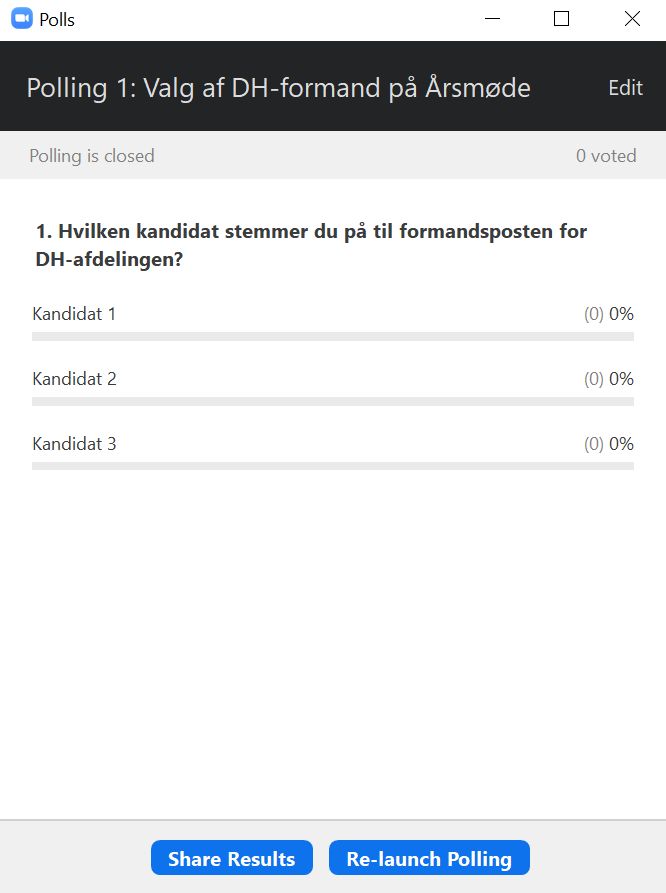 Polls
Polling 1: Valg af DH-formand på Årsmøde Edit
Polling is closed 0 voted
1. Hvilken kandidat stemmer du på til formandsposten for
DH-afdelingen?
Kandidat 1 (0) 0%
Kandidat 2 (0) 0%
Kandidat 3 (0) 0%
Share Results Re-launch Polling